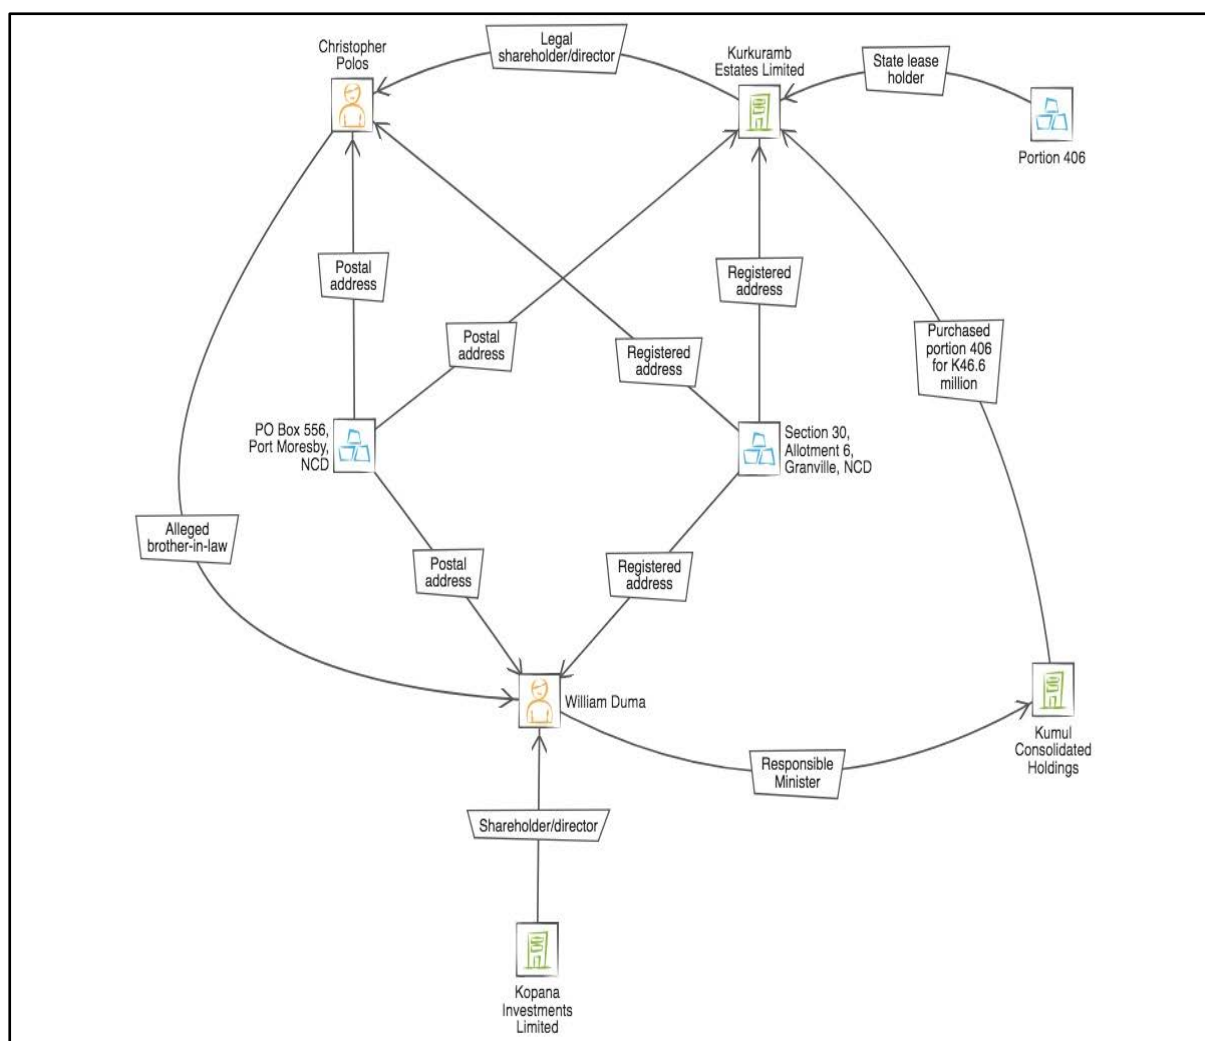 Christopher
Polos
Legal
shareholder/director
Kurkuramb
Estates Limited
State lease
holder
Portion 406
Postal
address
Registered
address
Postal
address
Registered
address
Purchased
portion 406
for K46.6
million
PO Box 556,
Port Moresby,
NCD
Section 30,
Allotment 6,
Granville, NCD
Alleged
brother-in-law
Postal
address
Registered
address
William Duma
Kumul
Consolidated
Holdings
Responsible
Minister
Shareholder/director
Kopana
Investments
Limited